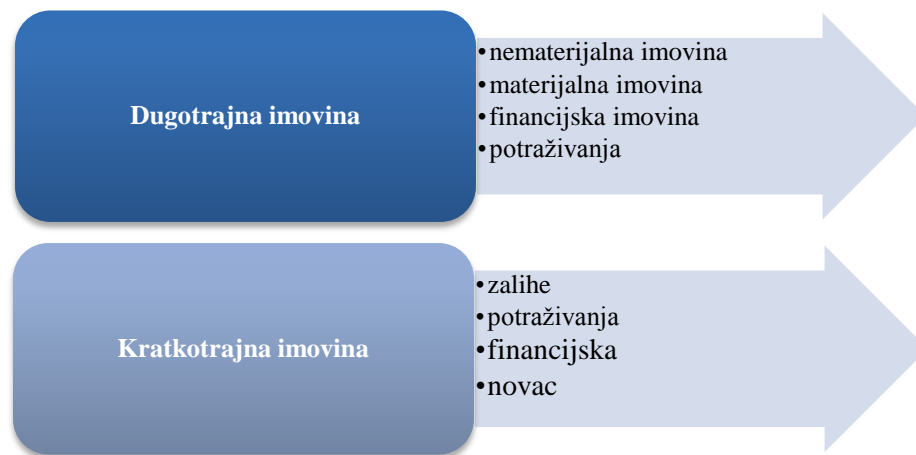 Dugotrajna imovina
•nematerijalna imovina
•materijalna imovina
•financijska imovina
•potraživanja
Kratkotrajna imovina
•zalihe
•potraživanja
•financijska
•novac